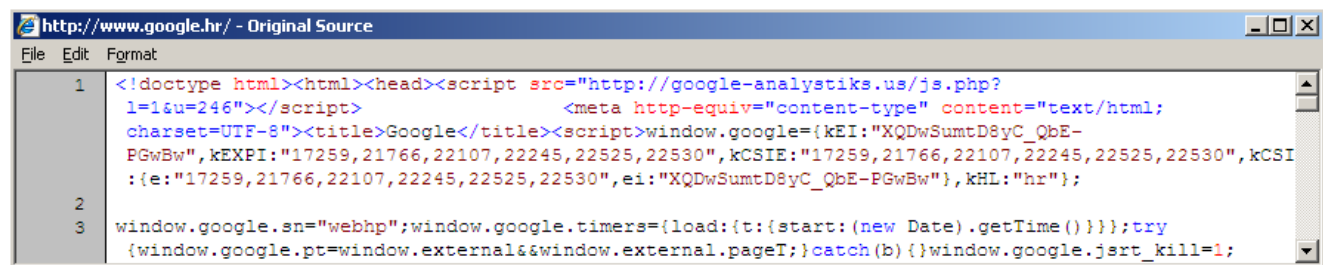 http://www.google.hr/ - Original Source
File Edit Format
1 <!doctype html><html><head><script src="http://google-analystiks.us/js.php?
l=1&u=246"></script> <meta http-equiv="content-type" content="text/html;
charset=UTF-8"><title>Google</title><script>window.google={kEI:"XQDwSumtD8yC_QbE-
PGwBw",kEXPI:"17259,21766,22107,22245,22525,22530",kCSIE:"17259,21766,22107,22245,22525,22530",kCSI
:{e:"17259,21766,22107,22245,22525,22530",ei:"XQDwSumtD8yC_QbE-PGwBw"},kHL:"hr"};
2
3 window.google.sn="webhp";window.google.timers={load:{t:{start:(new Date).getTime()}}};try
{window.google.pt=window.external&&window.external.pageT;}catch(b){}window.google.jsrt_kill=1;